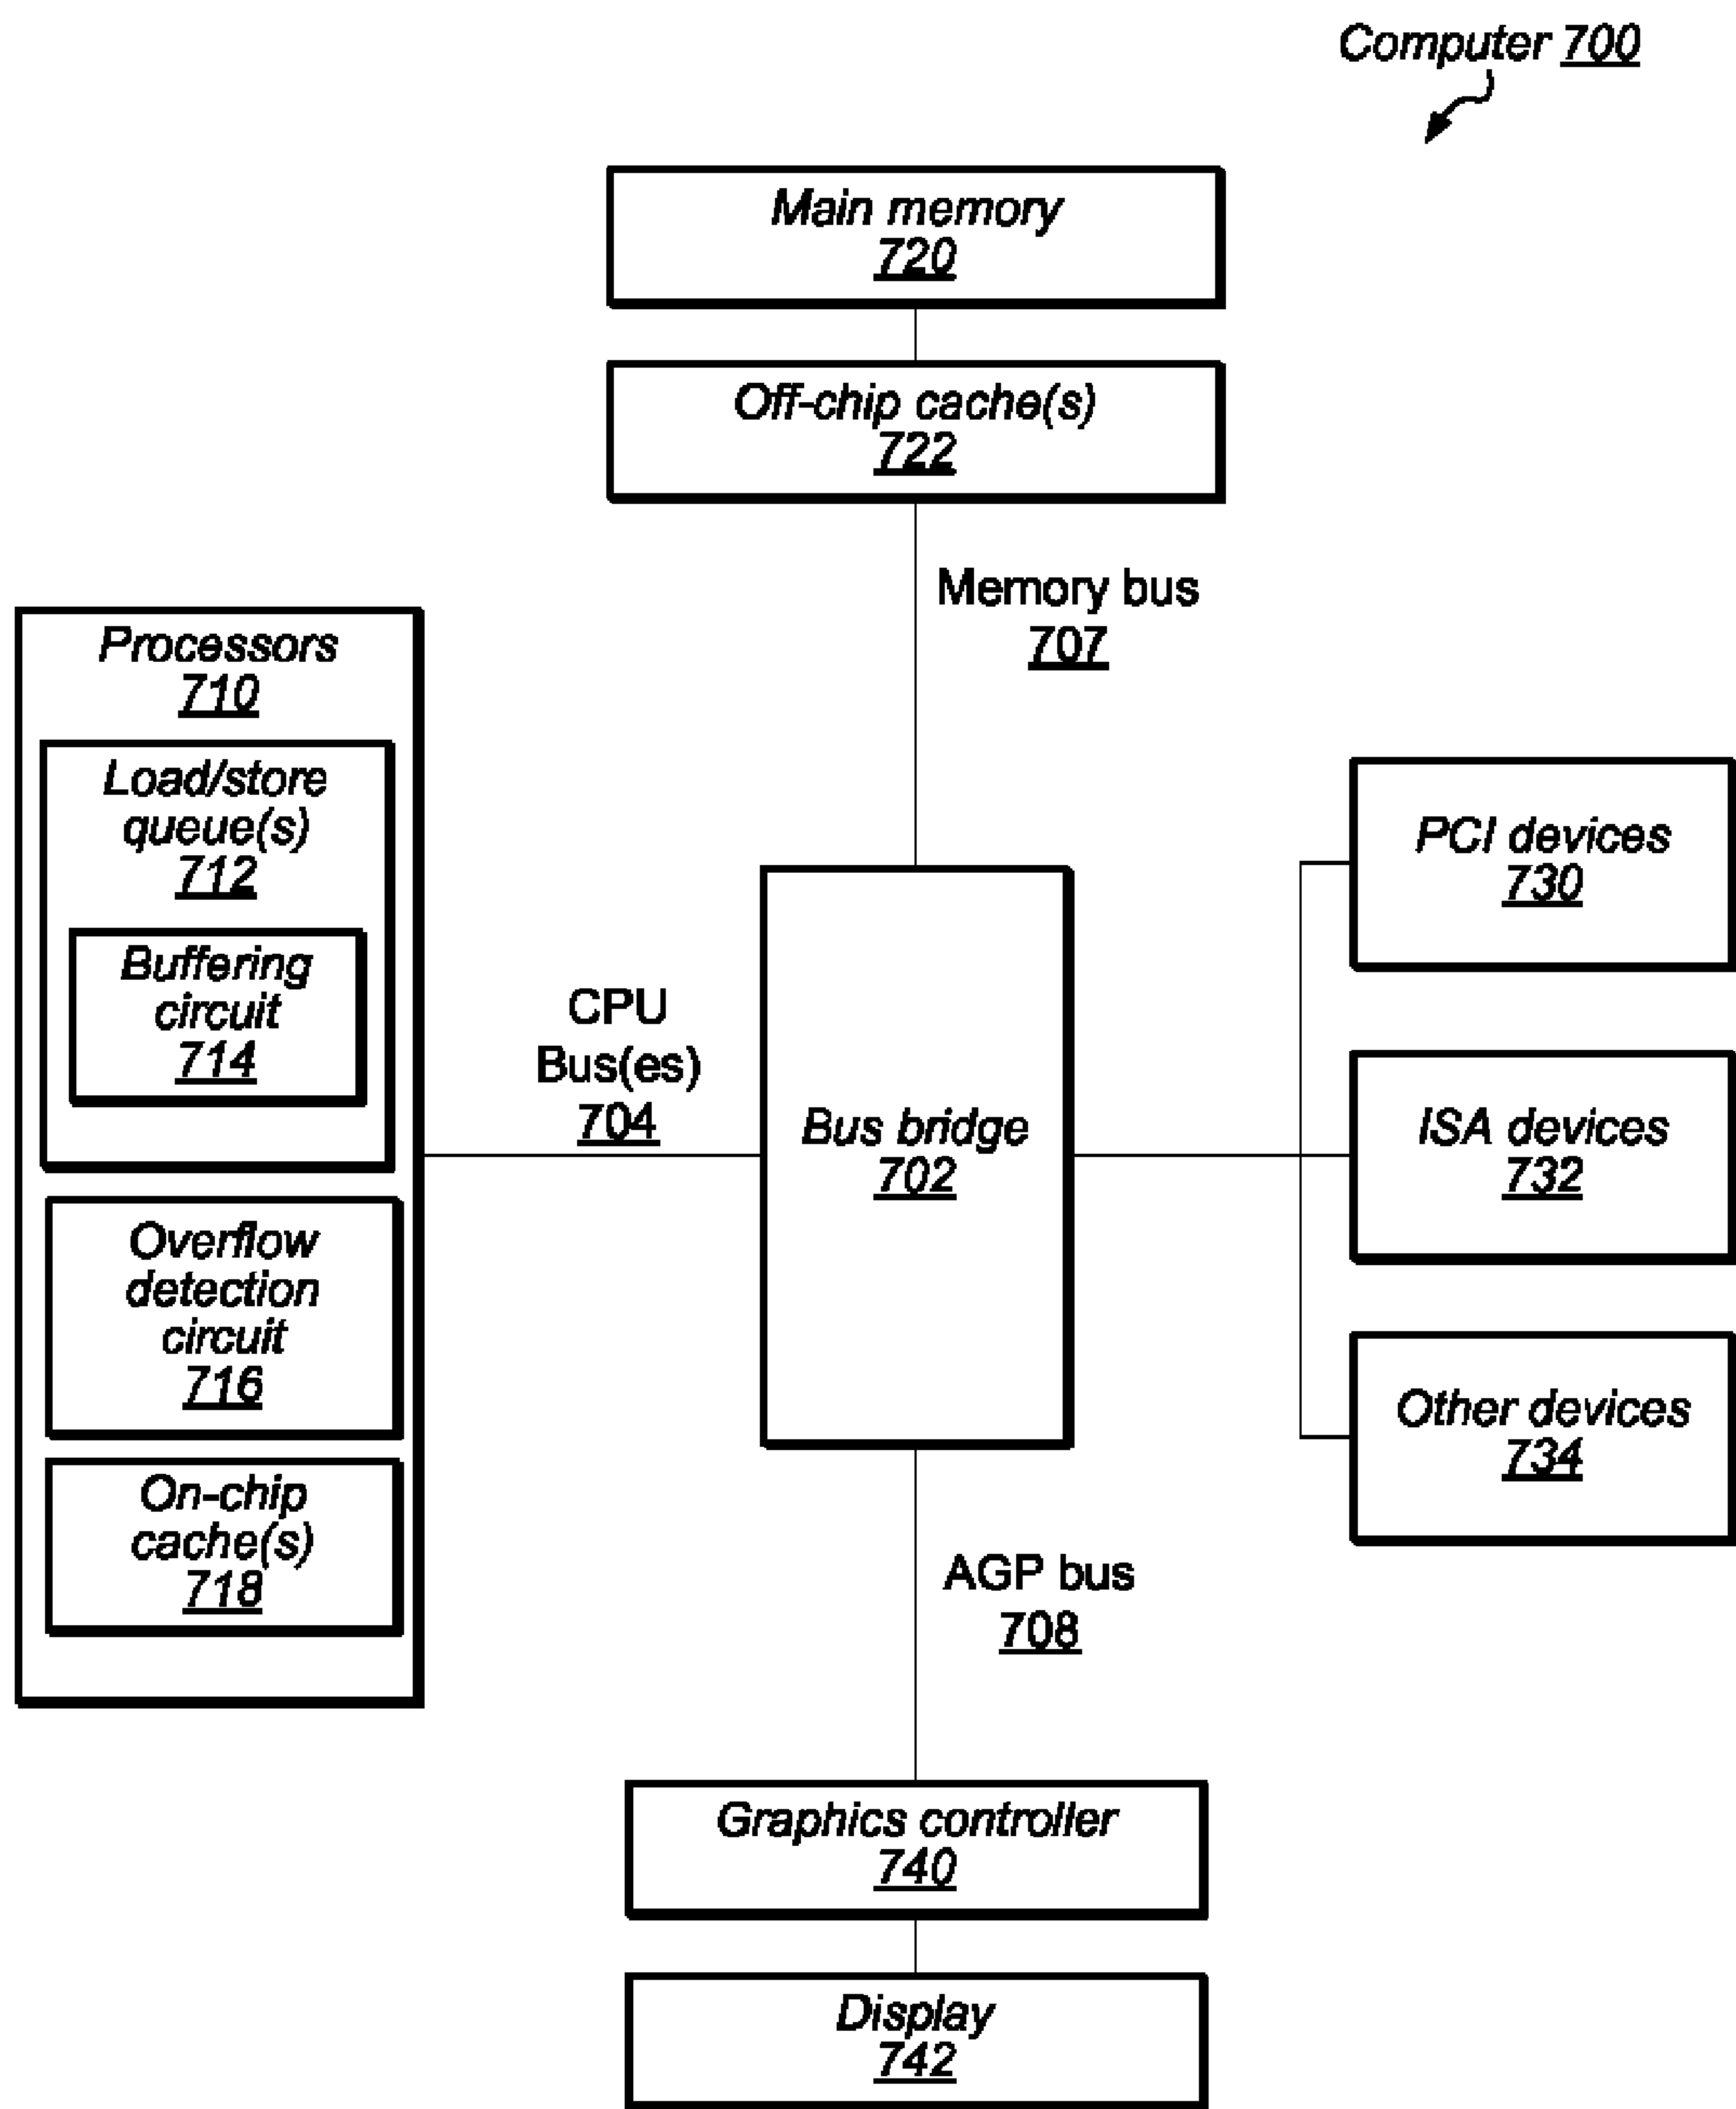 Computer 700
Main memory
720
Off-chip cache(s)
722
Memory bus
707
Processors
710
Load/store
queue(s)
712
Buffering
circuit
714
Overflow
detection
circuit
716
On-chip
cache(s)
718
CPU
Bus(es)
704
Bus bridge
702
PCI devices
730
ISA devices
732
Other devices
734
AGP bus
708
Graphics controller
740
Display
742